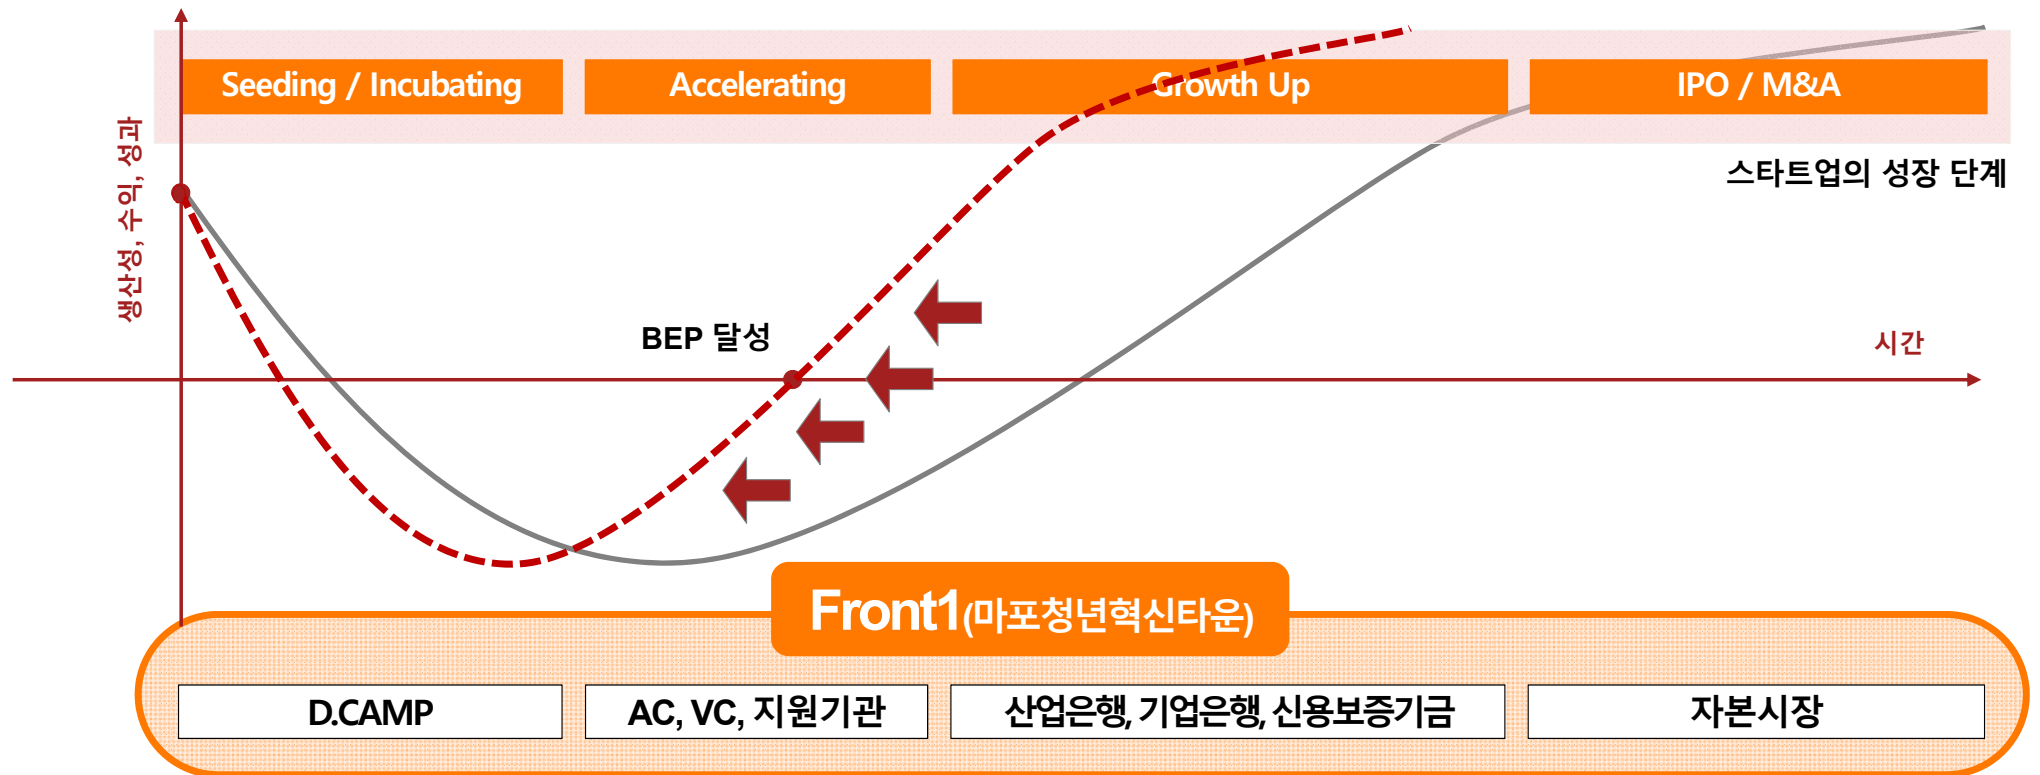 Seeding / Incubating
Accelerating
Growth Up
IPO / M&A
생산성, 수익, 성과
스타트업의 성장 단계
BEP 달성
시간
Front1(마포청년혁신타운)
D.CAMP
AC, VC, 지원기관
산업은행, 기업은행, 신용보증기금
자본시장